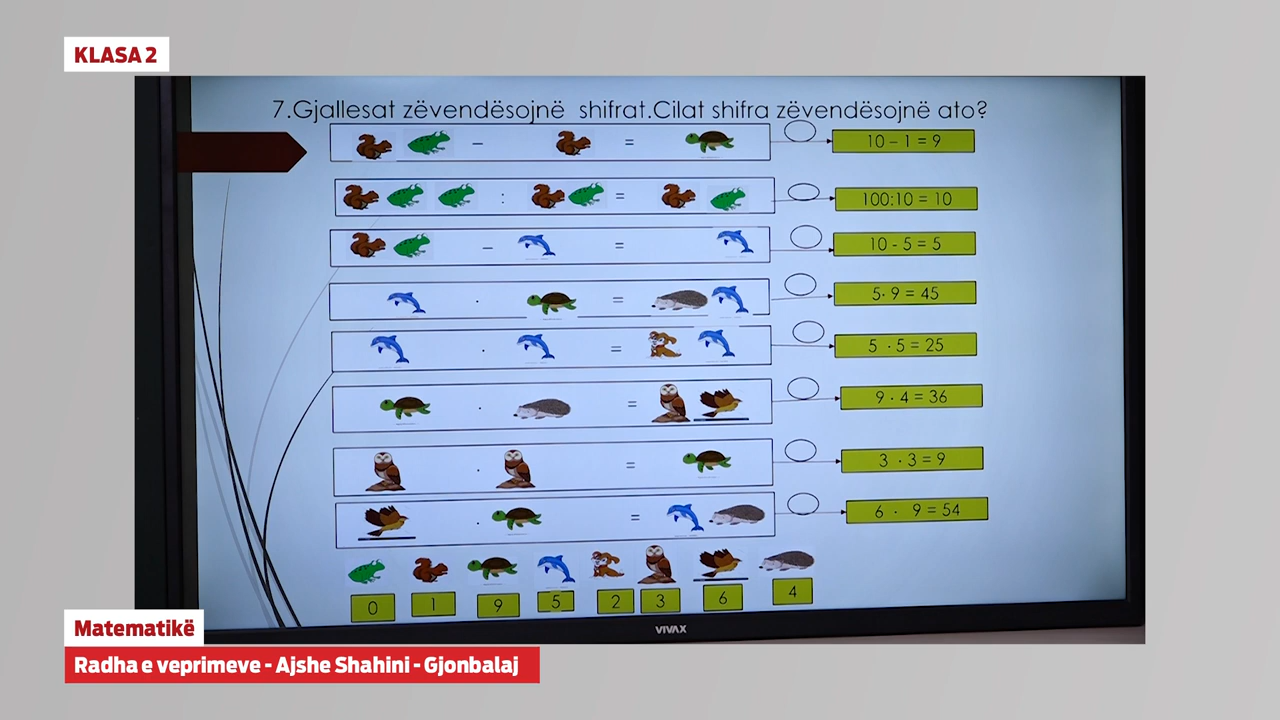 KLASA 2
7.Gjallesat zëvendësojnë shifrat.Cilat shifra zëvendësojnë ato?
- = 10 – 1 = 9
: = 100:10 = 10
– = 10 - 5 = 5
· = 5· 9 = 45
· = 5 · 5 = 25
· = 9 · 4 = 36
· = 3 · 3 = 9
· = 6 · 9 = 54
0 1 9 5 2 3 6 4
VIVAX
Matematikë
Radha e veprimeve - Ajshe Shahini - Gjonbalaj